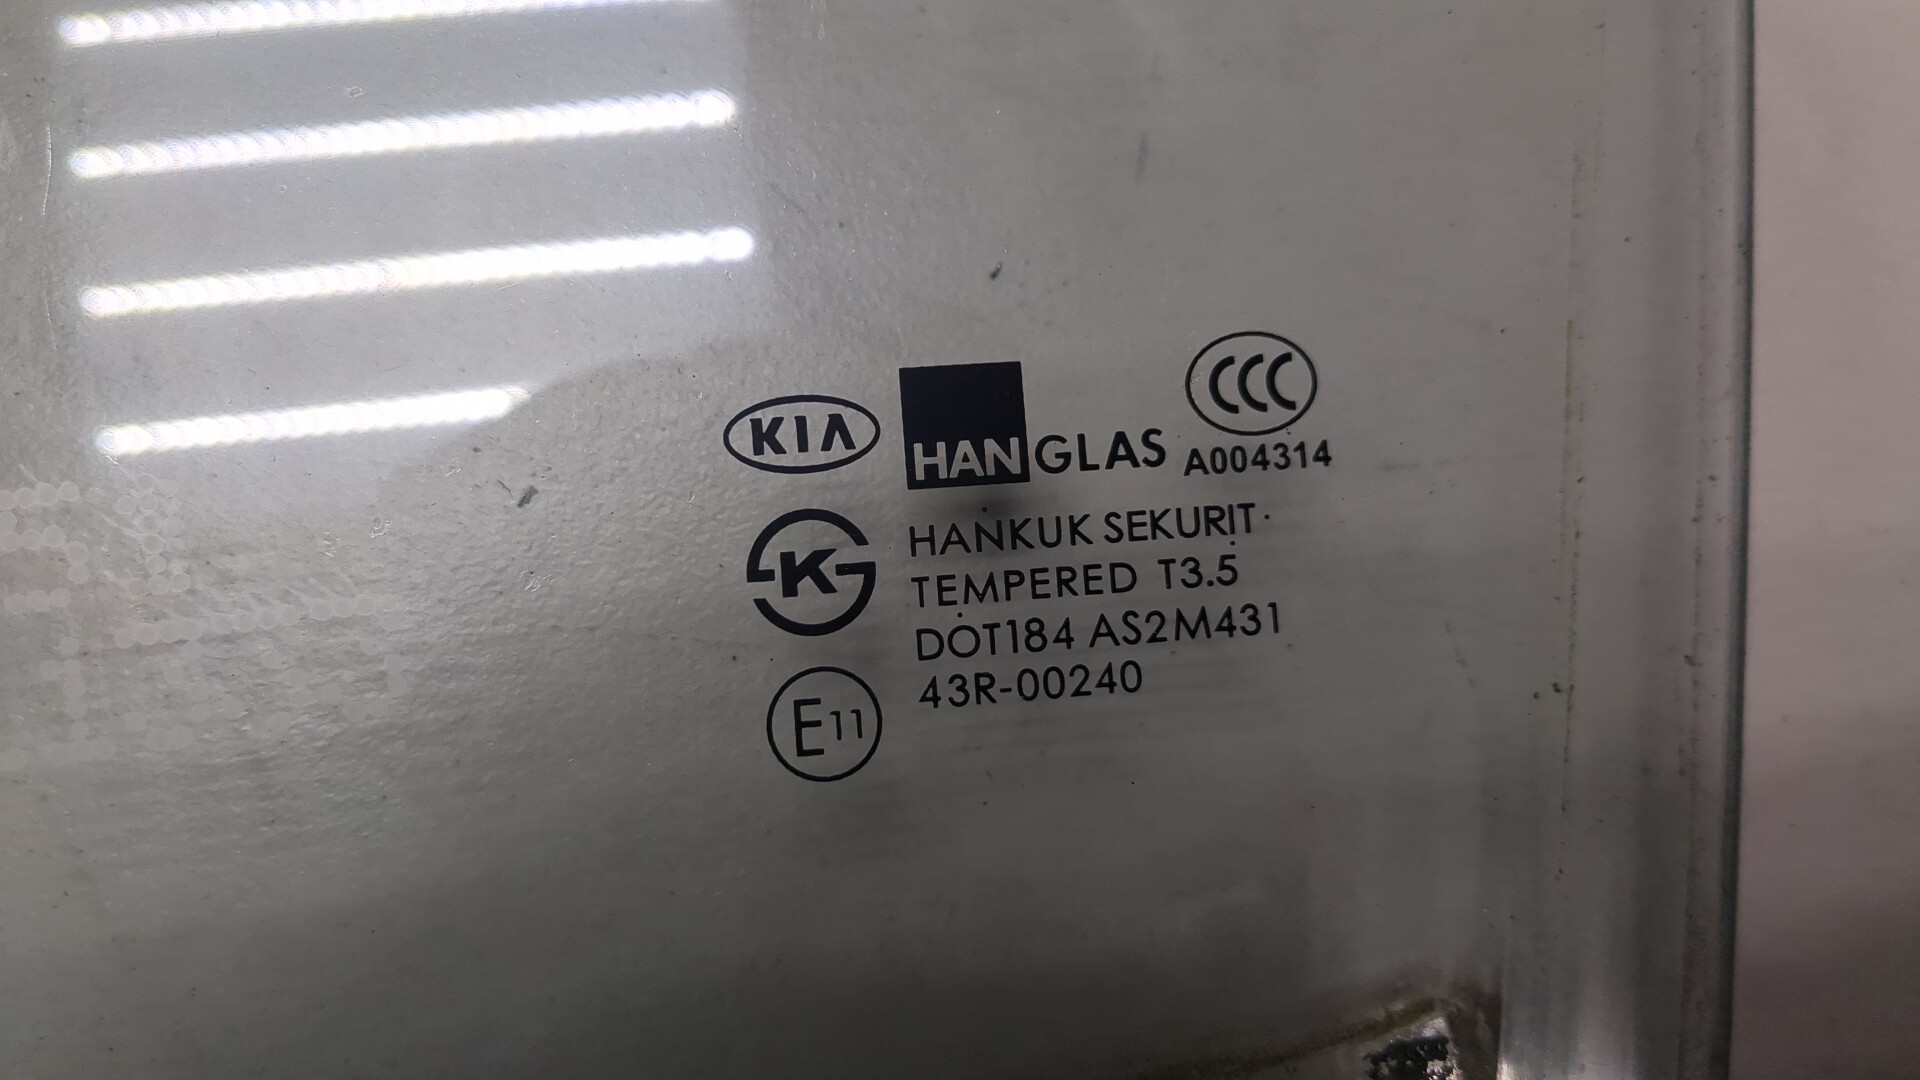 KIA
HANGLAS
CCC
A004314
K
HANKUK SEKURIT
TEMPERED T3.5
DOT184 AS2M431
43R-00240
E11